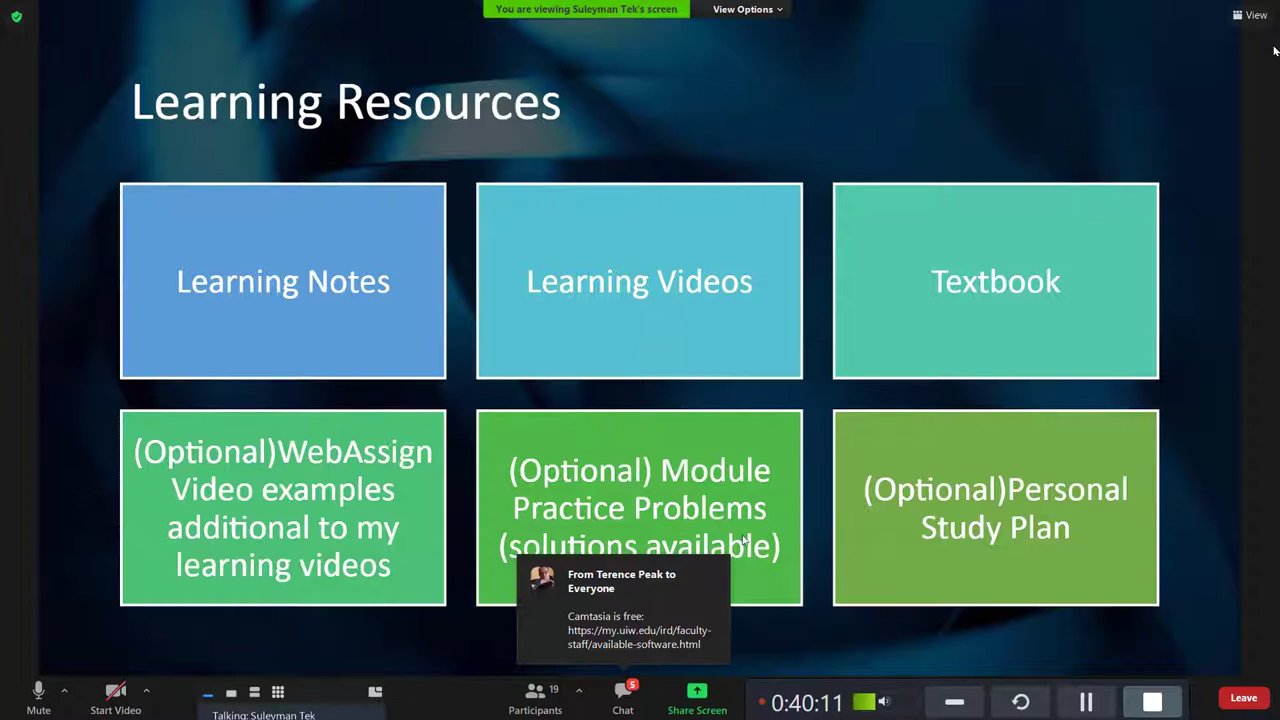 You are viewing Suleyman Tek's screen
View Options
View
Learning Resources
Learning Notes
Learning Videos
Textbook
(Optional)WebAssign
Video examples
additional to my
learning videos
(Optional) Module
Practice Problems
(solutions available)
(Optional)Personal
Study Plan
From Terence Peak to
Everyone
Camtasia is free:
https://my.uiw.edu/ird/faculty-
staff/available-software.html
Mute
Start Video
Talking: Suleyman Tek
19
Participants
5
Chat
Share Screen
0:40:11
Leave